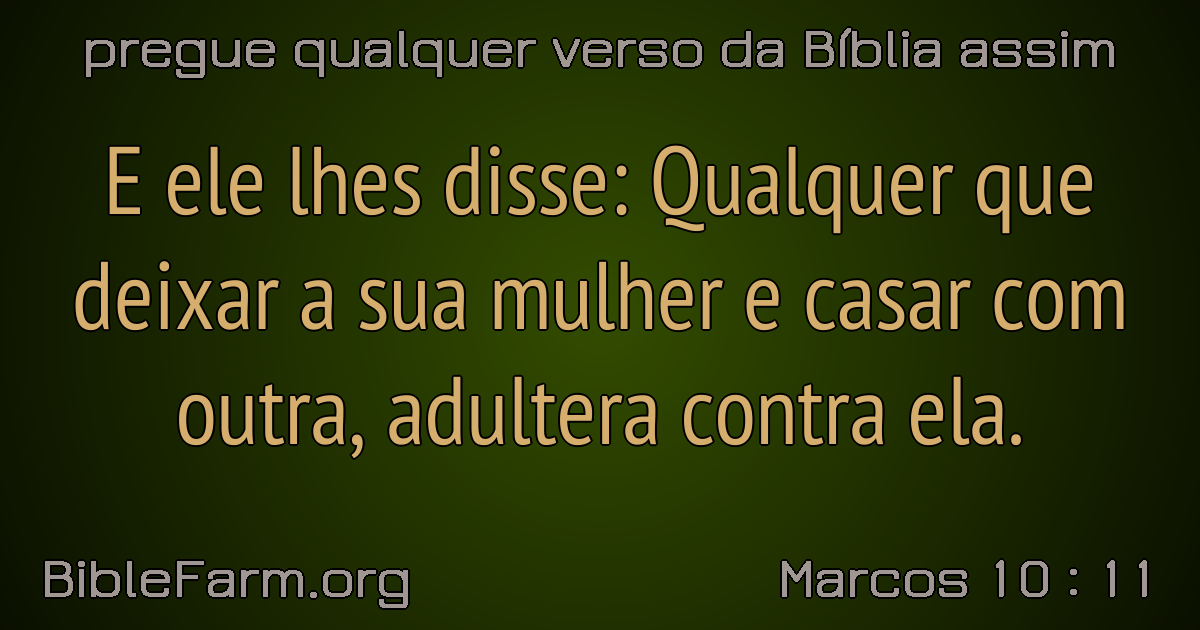 pregue qualquer verso da Bíblia assim
E ele lhes disse: Qualquer que
deixar a sua mulher e casar com
outra, adultera contra ela.
BibleFarm.org
Marcos 10 : 11